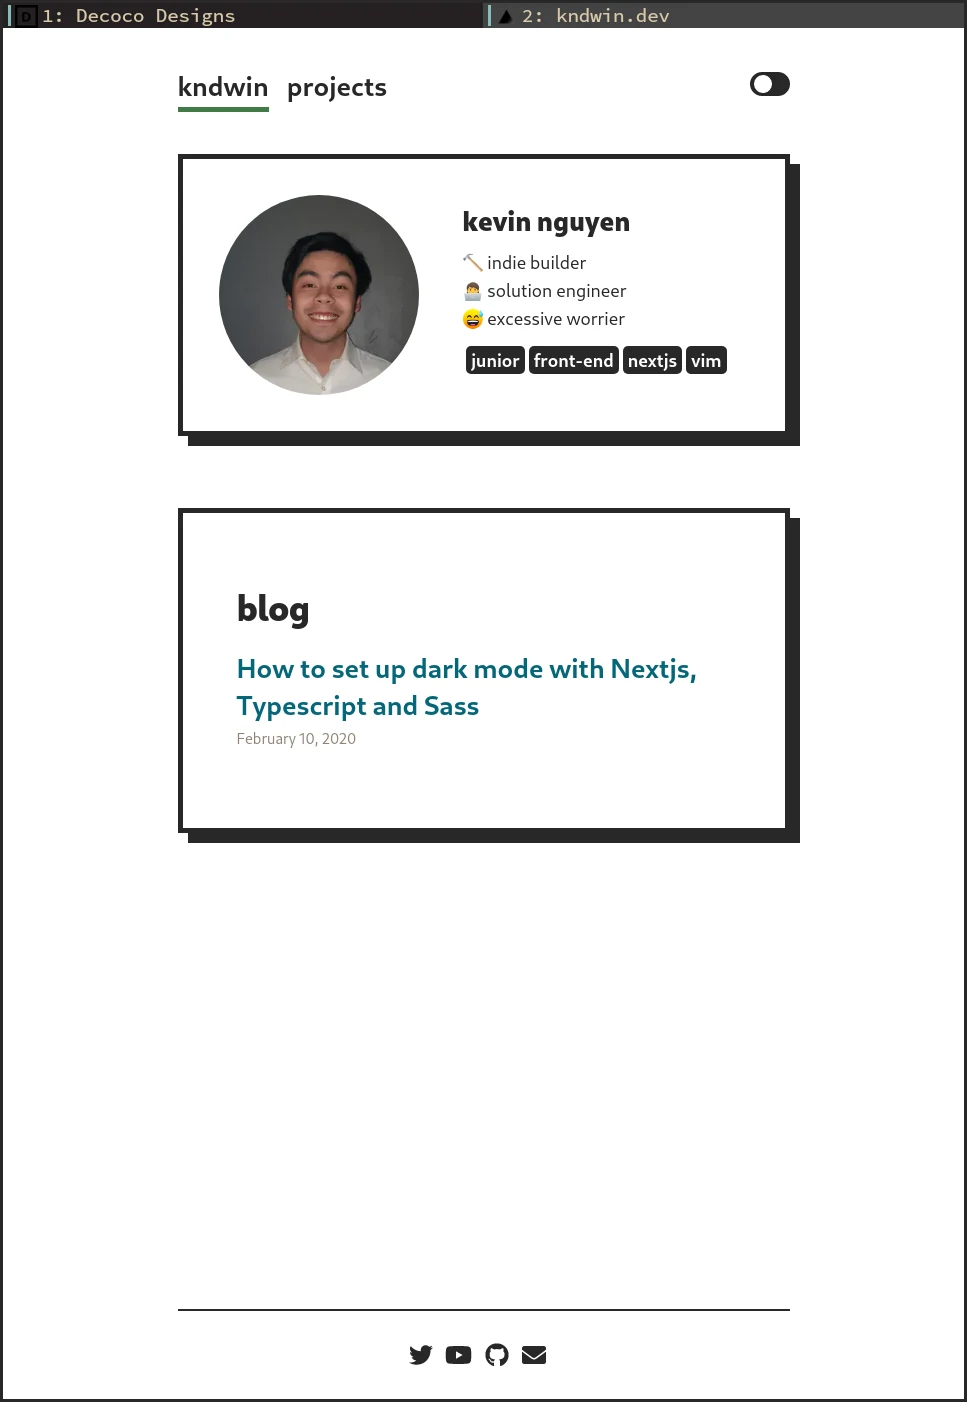 D 1: Decoco Designs
2: kndwin.dev
kndwin projects
kevin nguyen
indie builder
solution engineer
excessive worrier
junior front-end nextjs vim
blog
How to set up dark mode with Nextjs,
Typescript and Sass
February 10, 2020